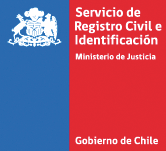 Servicio de
Registro Civil e
Identificación
Ministerio de Justicia
Gobierno de Chile